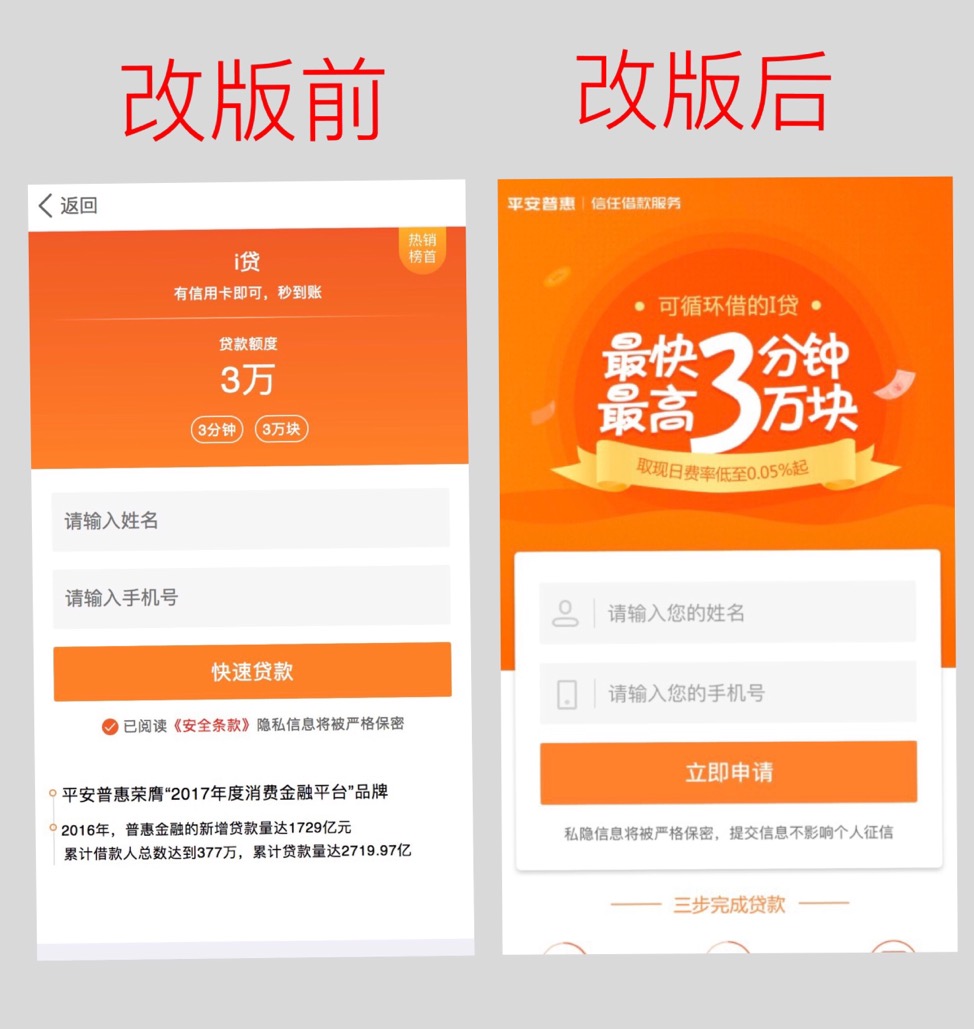 改版前
返回
热销
榜首
i贷
有信用卡即可，秒到账
贷款额度
3万
3分钟 3万块
请输入姓名
请输入手机号
快速贷款
已阅读《安全条款》隐私信息将被严格保密
平安普惠荣膺“2017年度消费金融平台”品牌
2016年，普惠金融的新增贷款量达1729亿元
累计借款人总数达到377万，累计贷款量达2719.97亿
改版后
平安普惠 | 信任借款服务
可循环借的I贷
最快3分钟
最高3万块
取现日费率低至0.05%起
请输入您的姓名
请输入您的手机号
立即申请
私隐信息将被严格保密，提交信息不影响个人征信
三步完成贷款